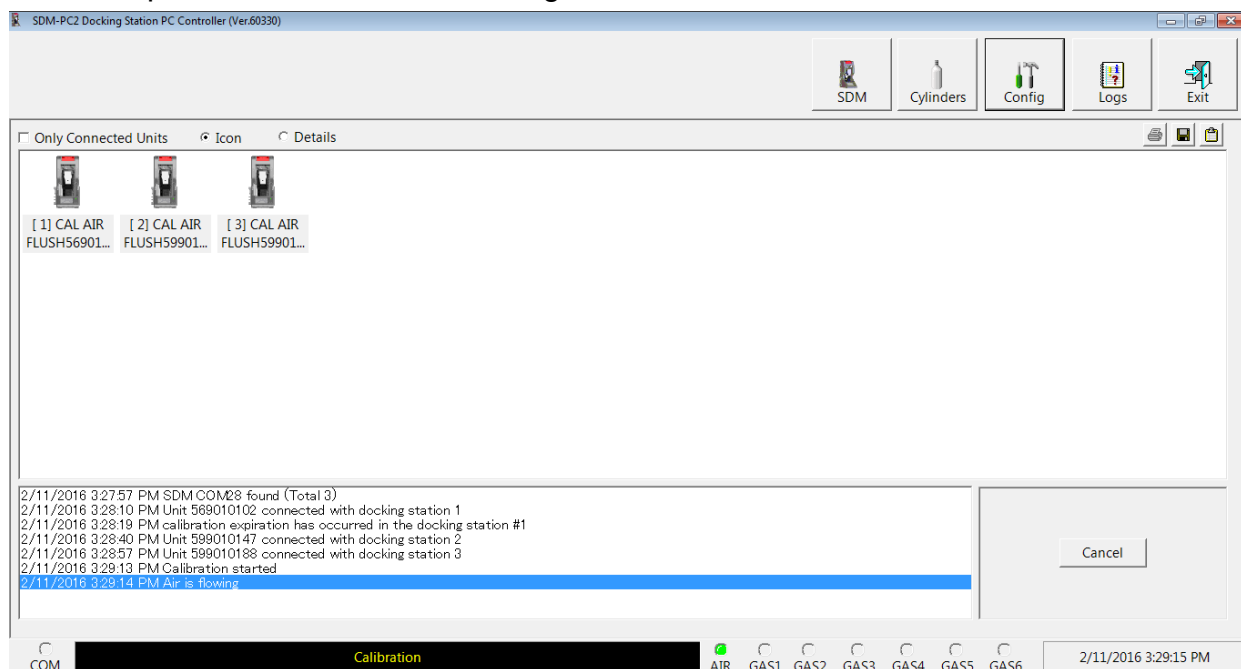 SDM-PC2 Docking Station PC Controller (Ver.60330)
SDM Cylinders Config Logs Exit
Only Connected Units Icon Details
[ 1] CAL AIR [ 2] CAL AIR [ 3] CAL AIR
FLUSH56901... FLUSH59901... FLUSH59901...
2/11/2016 3:27:57 PM SDM COM28 found (Total 3)
2/11/2016 3:28:10 PM Unit 569010102 connected with docking station 1
2/11/2016 3:28:19 PM calibration expiration has occurred in the docking station #1
2/11/2016 3:28:40 PM Unit 599010147 connected with docking station 2
2/11/2016 3:28:57 PM Unit 599010188 connected with docking station 3
2/11/2016 3:29:13 PM Calibration started
2/11/2016 3:29:14 PM Air is flowing
Cancel
COM Calibration AIR GAS1 GAS2 GAS3 GAS4 GAS5 GAS6 2/11/2016 3:29:15 PM